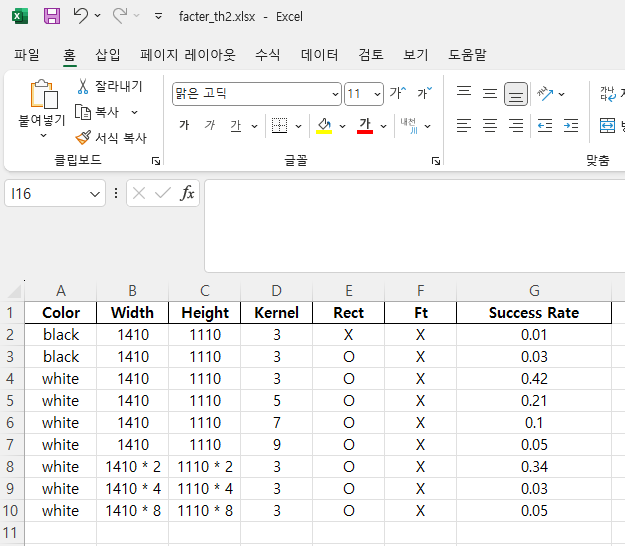 facter_th2.xlsx - Excel
파일 홈 삽입 페이지 레이아웃 수식 데이터 검토 보기 도움말
붙여넣기
잘라내기
복사
서식 복사
클립보드
맑은 고딕 11 가 가
가 가 가 가 내천
글꼴
가나
맞춤
I16 fx
A B C D E F G
1 Color Width Height Kernel Rect Ft Success Rate
2 black 1410 1110 3 X X 0.01
3 black 1410 1110 3 O X 0.03
4 white 1410 1110 3 O X 0.42
5 white 1410 1110 5 O X 0.21
6 white 1410 1110 7 O X 0.1
7 white 1410 1110 9 O X 0.05
8 white 1410 * 2 1110 * 2 3 O X 0.34
9 white 1410 * 4 1110 * 4 3 O X 0.03
10 white 1410 * 8 1110 * 8 3 O X 0.05
11